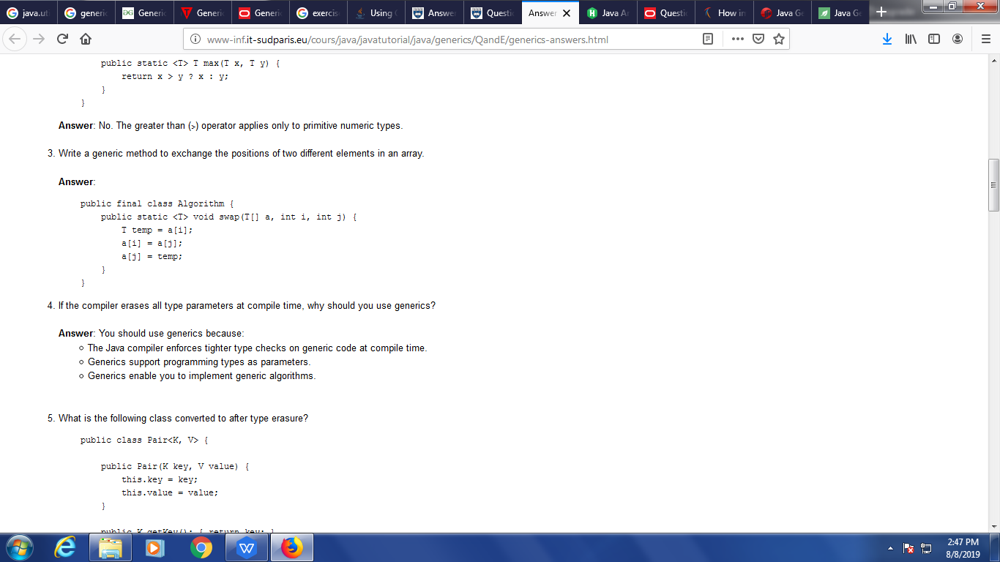 java.ut
generic
Generic
Generi
Generic
exercis
Using
Answer
Questi
Answer
Java Ar
Questi
How in
Java Ge
Java Ge
www-inf.it-sudparis.eu/cours/java/javatutorial/java/generics/QandE/generics-answers.html
public static <T> T max(T x, T y) {
return x > y ? x : y;
}
}
Answer: No. The greater than (>) operator applies only to primitive numeric types.
3. Write a generic method to exchange the positions of two different elements in an array.
Answer:
public final class Algorithm {
public static <T> void swap(T[] a, int i, int j) {
T temp = a[i];
a[i] = a[j];
a[j] = temp;
}
}
4. If the compiler erases all type parameters at compile time, why should you use generics?
Answer: You should use generics because:
The Java compiler enforces tighter type checks on generic code at compile time.
Generics support programming types as parameters.
Generics enable you to implement generic algorithms.
5. What is the following class converted to after type erasure?
public class Pair<K, V> {
public Pair(K key, V value) {
this.key = key;
this.value = value;
}
public K getKey(); { return key; }
2:47 PM
8/8/2019